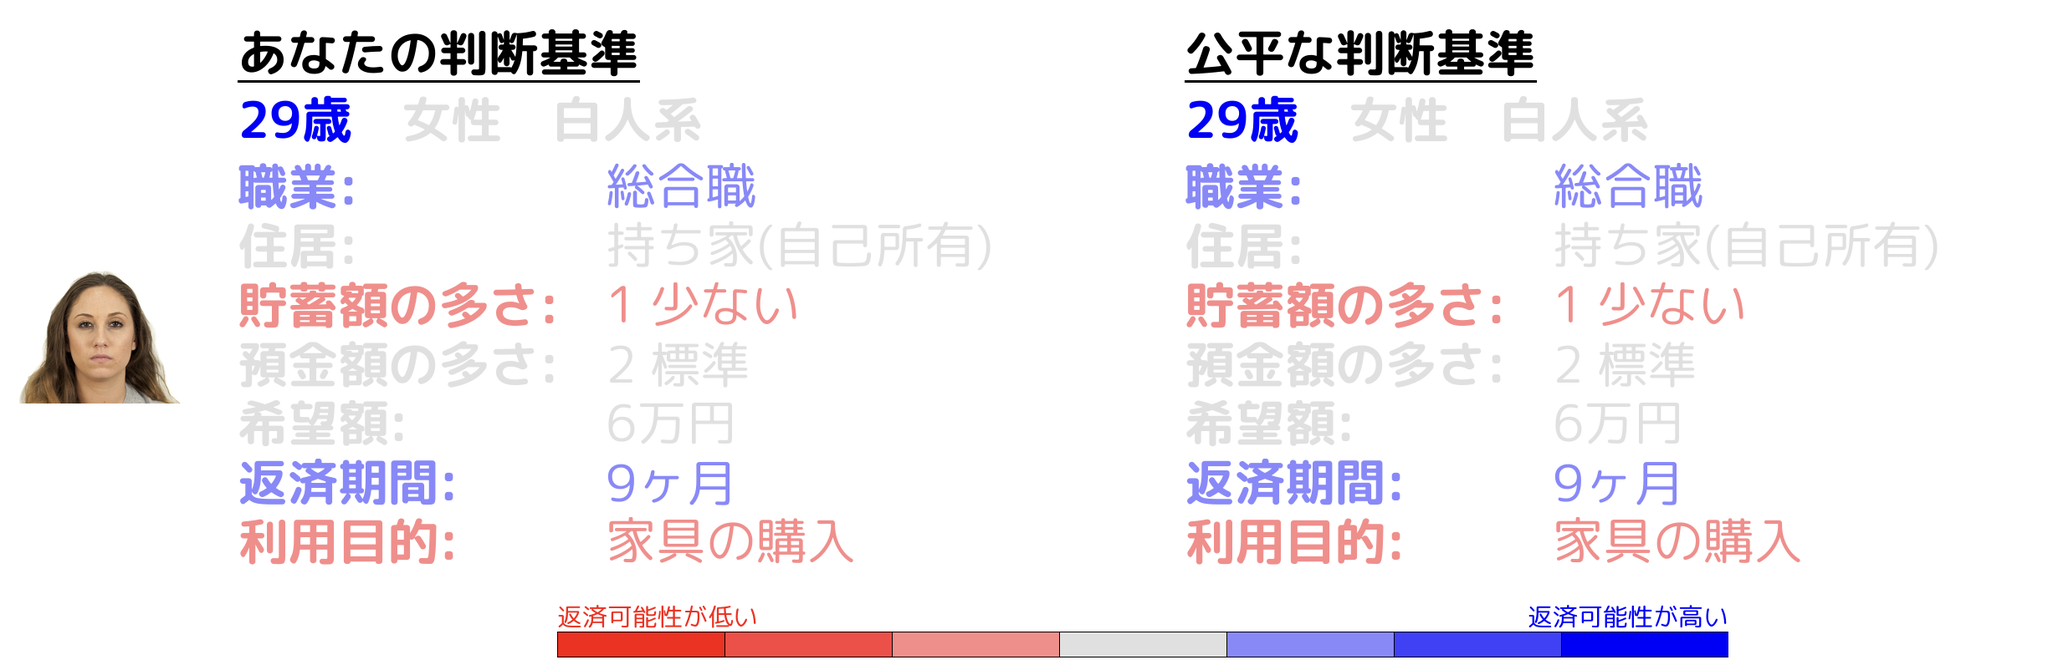 あなたの判断基準
29歳 女性 白人系
職業: 総合職
住居: 持ち家(自己所有)
貯蓄額の多さ: 1 少ない
預金額の多さ: 2 標準
希望額: 6万円
返済期間: 9ヶ月
利用目的: 家具の購入
公平な判断基準
29歳 女性 白人系
職業: 総合職
住居: 持ち家(自己所有)
貯蓄額の多さ: 1 少ない
預金額の多さ: 2 標準
希望額: 6万円
返済期間: 9ヶ月
利用目的: 家具の購入
返済可能性が低い
返済可能性が高い